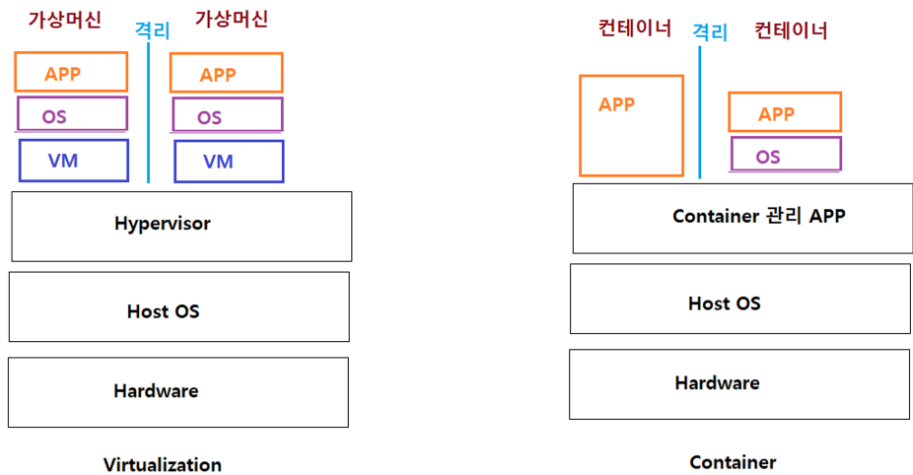 가상머신 격리 가상머신
APP APP
OS OS
VM VM
Hypervisor
Host OS
Hardware
Virtualization
컨테이너 격리 컨테이너
APP APP
OS
Container 관리 APP
Host OS
Hardware
Container